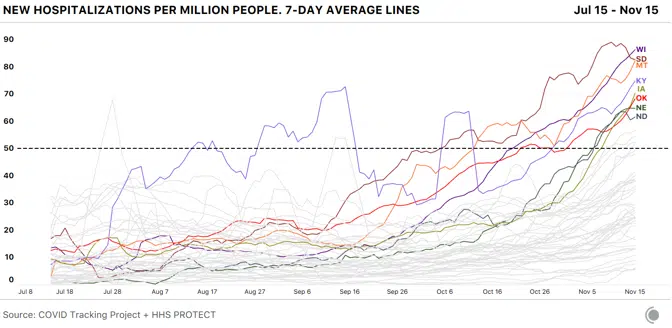 NEW HOSPITALIZATIONS PER MILLION PEOPLE. 7-DAY AVERAGE LINES
Jul 15 - Nov 15
90
80
70
60
50
40
30
20
10
0
WI
SD
MT
KY
IA
OK
NE
ND
Jul 8 Jul 18 Jul 28 Aug 7 Aug 17 Aug 27 Sep 6 Sep 16 Sep 26 Oct 6 Oct 16 Oct 26 Nov 5 Nov 15
Source: COVID Tracking Project + HHS PROTECT